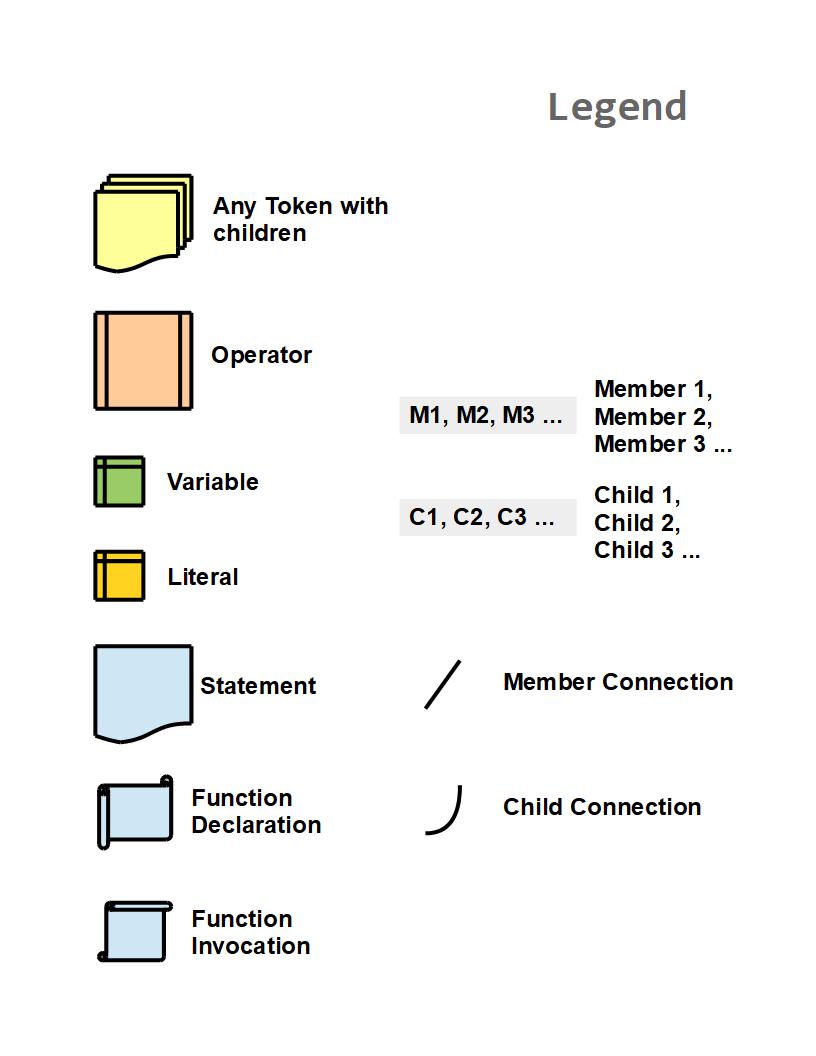 Legend
Any Token with
children
Operator
Variable
Literal
Statement
Function
Declaration
Function
Invocation
M1, M2, M3 ...
Member 1,
Member 2,
Member 3 ...
C1, C2, C3 ...
Child 1,
Child 2,
Child 3 ...
Member Connection
Child Connection